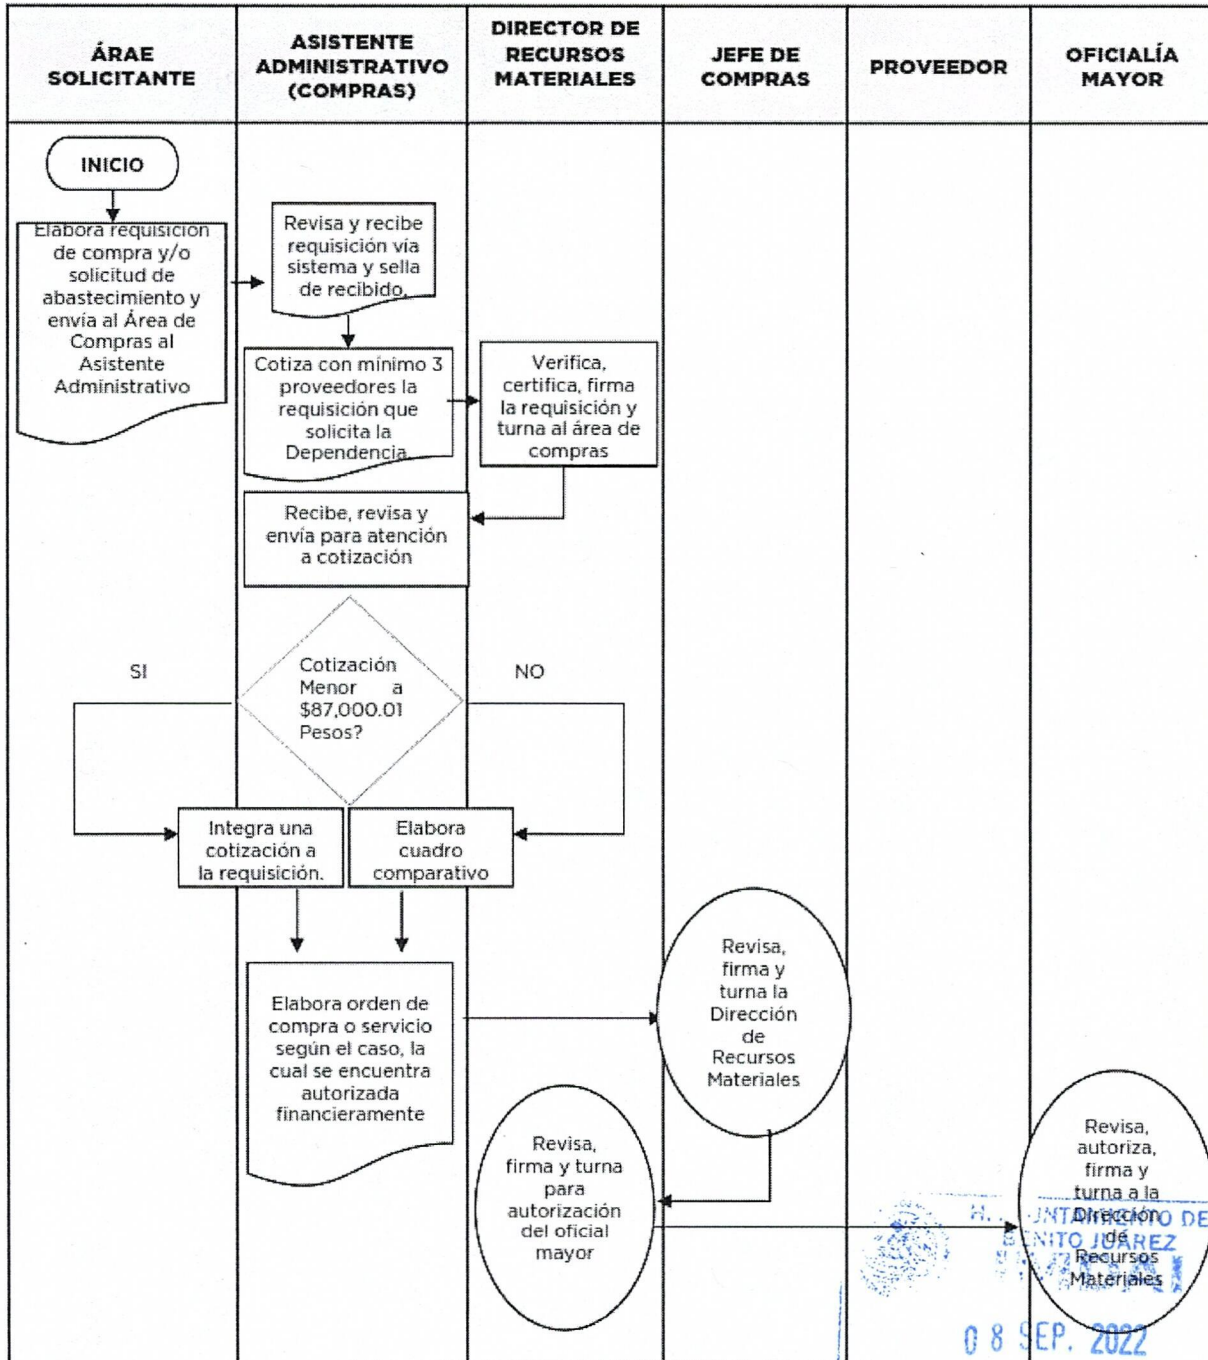 ÁRAE
SOLICITANTE
ASISTENTE
ADMINISTRATIVO
(COMPRAS)
DIRECTOR DE
RECURSOS
MATERIALES
JEFE DE
COMPRAS
PROVEEDOR
OFICIALÍA
MAYOR
INICIO
Elabora requisición
de compra y/o
solicitud de
abastecimiento y
envía al Área de
Compras al
Asistente
Administrativo
Revisa y recibe
requisición vía
sistema y sella
de recibido.
Cotiza con mínimo 3
proveedores la
requisición que
solicita la
Dependencia.
Verifica,
certifica, firma
la requisición y
turna al área de
compras
Recibe, revisa y
envía para atención
a cotización
SI
Cotización
Menor a
$87,000.01
Pesos?
NO
Integra una
cotización a
la requisición.
Elabora
cuadro
comparativo
Elabora orden de
compra o servicio
según el caso, la
cual se encuentra
autorizada
financieramente
Revisa,
firma y
turna la
Dirección
de
Recursos
Materiales
Revisa,
firma y turna
para
autorización
del oficial
mayor
Revisa,
autoriza,
firma y
turna a la
Dirección
de
Recursos
Materiales
H. DE
BENITO JUÁREZ
08 SEP. 2022